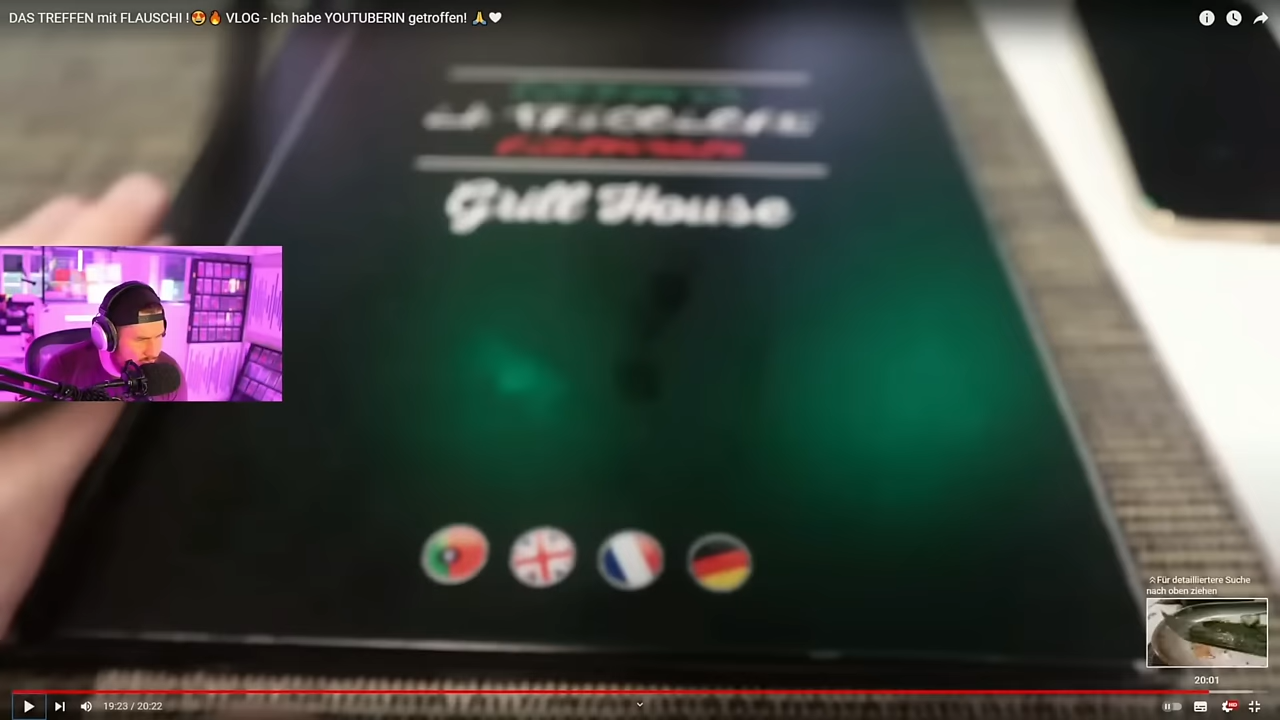 DAS TREFFEN mit FLAUSCHI !😍🔥 VLOG - Ich habe YOUTUBERIN getroffen! 🙏🤍
Grill House
Für detailliertere Suche
nach oben ziehen
20:01
19:23 / 20:22
HD